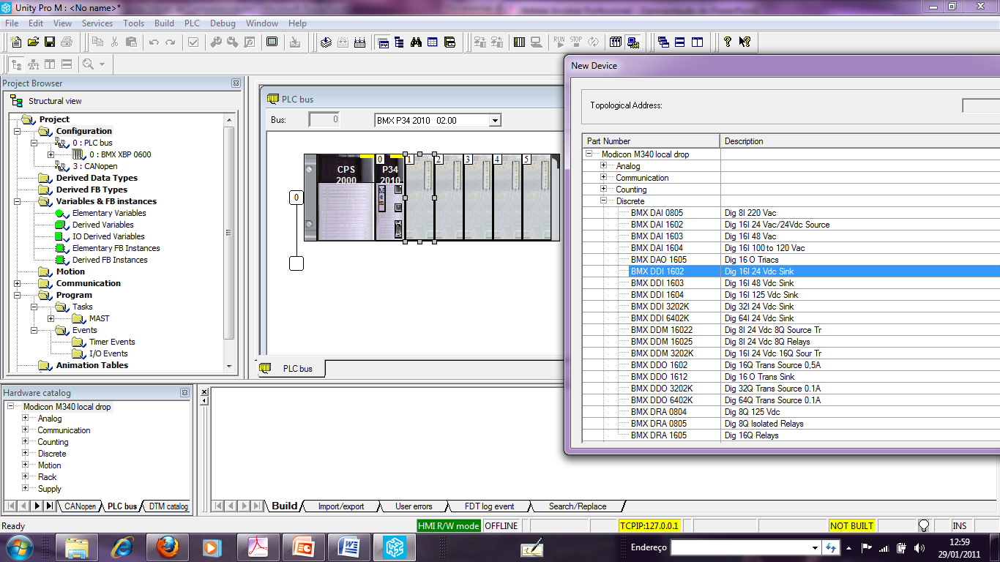 Unity Pro M : <No name>*
File Edit View Services Tools Build PLC Debug Window Help
RUN STOP
Project Browser
Structural view
Project
Configuration
0 : PLC bus
0 : BMX XBP 0600
3 : CANopen
Derived Data Types
Derived FB Types
Variables & FB instances
Elementary Variables
Derived Variables
IO Derived Variables
Elementary FB Instances
Derived FB Instances
Motion
Communication
Program
Tasks
MAST
Events
Timer Events
I/O Events
Animation Tables
PLC bus
Bus: 0 BMX P34 2010 02.00
0 1 2 3 4 5
CPS 2000
P34 2010
0
PLC bus
New Device
Topological Address:
Part Number Description
Modicon M340 local drop
Analog
Communication
Counting
Discrete
BMX DAI 0805 Dig 8I 220 Vac
BMX DAI 1602 Dig 16I 24 Vac/24Vdc Source
BMX DAI 1603 Dig 16I 48 Vac
BMX DAI 1604 Dig 16I 100 to 120 Vac
BMX DAO 1605 Dig 16 O Triacs
BMX DDI 1602 Dig 16I 24 Vdc Sink
BMX DDI 1603 Dig 16I 48 Vdc Sink
BMX DDI 1604 Dig 16I 125 Vdc Sink
BMX DDI 3202K Dig 32I 24 Vdc Sink
BMX DDI 6402K Dig 64I 24 Vdc Sink
BMX DDM 16022 Dig 8I 24 Vdc 8Q Source Tr
BMX DDM 16025 Dig 8I 24 Vdc 8Q Relays
BMX DDM 3202K Dig 16I 24 Vdc 16Q Sour Tr
BMX DDO 1602 Dig 16Q Trans Source 0,5A
BMX DDO 1612 Dig 16 O Trans Sink
BMX DDO 3202K Dig 32Q Trans Source 0.1A
BMX DDO 6402K Dig 64Q Trans Source 0.1A
BMX DRA 0804 Dig 8Q 125 Vdc
BMX DRA 0805 Dig 8Q Isolated Relays
BMX DRA 1605 Dig 16Q Relays
Hardware catalog
Modicon M340 local drop
Analog
Communication
Counting
Discrete
Motion
Rack
Supply
CANopen PLC bus DTM catalog
Build Import/export User errors FDT log event Search/Replace
Ready HMI R/W mode OFFLINE TCPIP:127.0.0.1 NOT BUILT INS
Endereço
12:59
29/01/2011